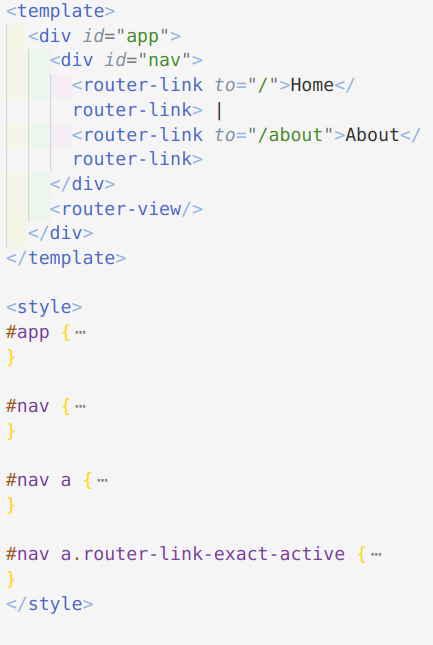 <template>
<div id="app">
<div id="nav">
<router-link to="/">Home</
router-link> |
<router-link to="/about">About</
router-link>
</div>
<router-view/>
</div>
</template>
<style>
#app {⋯
}
#nav {⋯
}
#nav a {⋯
}
#nav a.router-link-exact-active {⋯
}
</style>